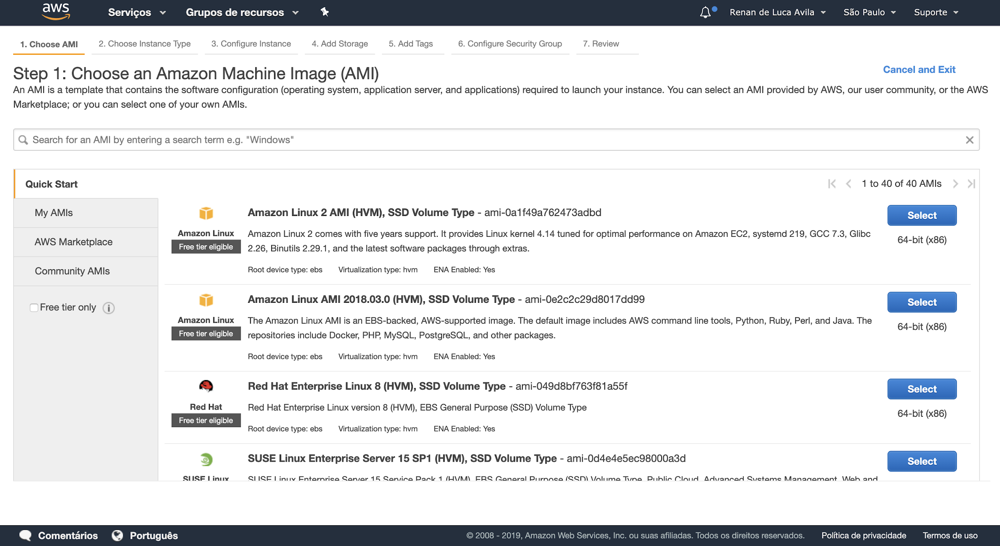 aws Serviços Grupos de recursos Renan de Luca Avila São Paulo Suporte
1. Choose AMI 2. Choose Instance Type 3. Configure Instance 4. Add Storage 5. Add Tags 6. Configure Security Group 7. Review
Step 1: Choose an Amazon Machine Image (AMI)
Cancel and Exit
An AMI is a template that contains the software configuration (operating system, application server, and applications) required to launch your instance. You can select an AMI provided by AWS, our user community, or the AWS
Marketplace; or you can select one of your own AMIs.
Search for an AMI by entering a search term e.g. "Windows"
Quick Start
1 to 40 of 40 AMIs
My AMIs
AWS Marketplace
Community AMIs
Free tier only
Amazon Linux
Free tier eligible
Amazon Linux 2 AMI (HVM), SSD Volume Type - ami-0a1f49a762473adbd
Amazon Linux 2 comes with five years support. It provides Linux kernel 4.14 tuned for optimal performance on Amazon EC2, systemd 219, GCC 7.3, Glibc
2.26, Binutils 2.29.1, and the latest software packages through extras.
Root device type: ebs Virtualization type: hvm ENA Enabled: Yes
Select
64-bit (x86)
Amazon Linux
Free tier eligible
Amazon Linux AMI 2018.03.0 (HVM), SSD Volume Type - ami-0e2c2c29d8017dd99
The Amazon Linux AMI is an EBS-backed, AWS-supported image. The default image includes AWS command line tools, Python, Ruby, Perl, and Java. The
repositories include Docker, PHP, MySQL, PostgreSQL, and other packages.
Root device type: ebs Virtualization type: hvm ENA Enabled: Yes
Select
64-bit (x86)
Red Hat
Free tier eligible
Red Hat Enterprise Linux 8 (HVM), SSD Volume Type - ami-049d8bf763f81a55f
Red Hat Enterprise Linux version 8 (HVM), EBS General Purpose (SSD) Volume Type
Root device type: ebs Virtualization type: hvm ENA Enabled: Yes
Select
64-bit (x86)
SUSE Linux
SUSE Linux Enterprise Server 15 SP1 (HVM), SSD Volume Type - ami-0d4e4e5ec98000a3d
SUSE Linux Enterprise Server 15 Service Pack 1 (HVM), EBS General Purpose (SSD) Volume Type. Public Cloud, Advanced Systems Management, Web and
Select
Comentários Português © 2008 - 2019, Amazon Web Services, Inc. ou suas afiliadas. Todos os direitos reservados. Política de privacidade Termos de uso